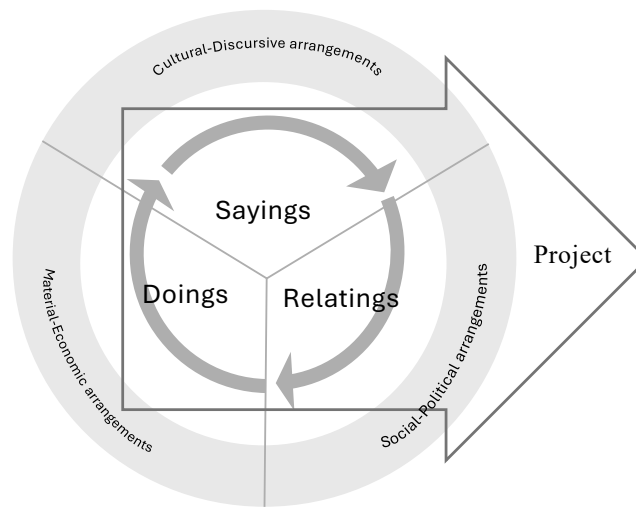 Cultural-Discursive arrangements
Sayings
Project
Doings
Relatings
Material-Economic arrangements
Social-Political arrangements